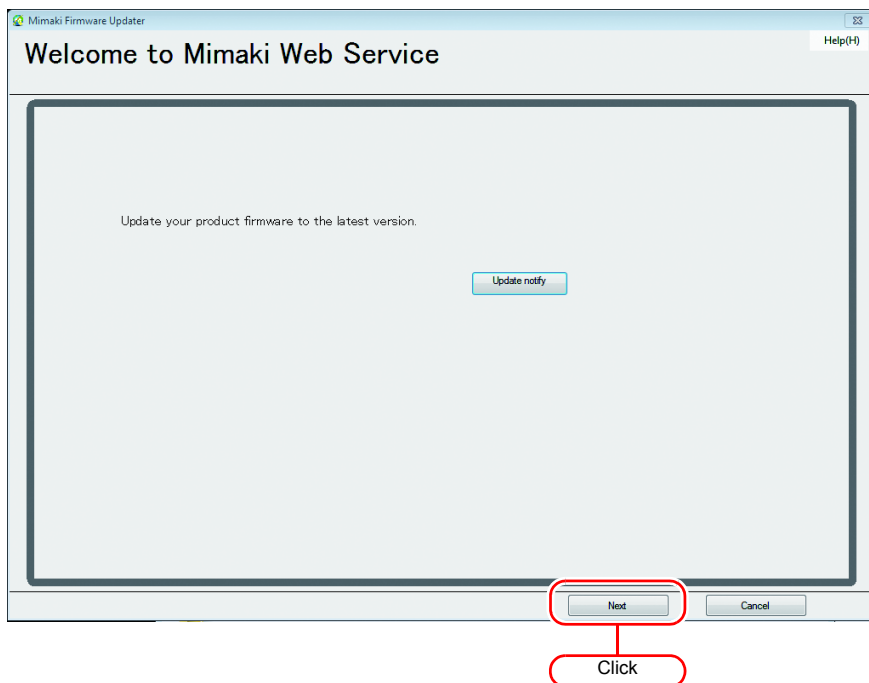 Mimaki Firmware Updater
Help(H)
Welcome to Mimaki Web Service
Update your product firmware to the latest version.
Update notify
Next
Cancel
Click